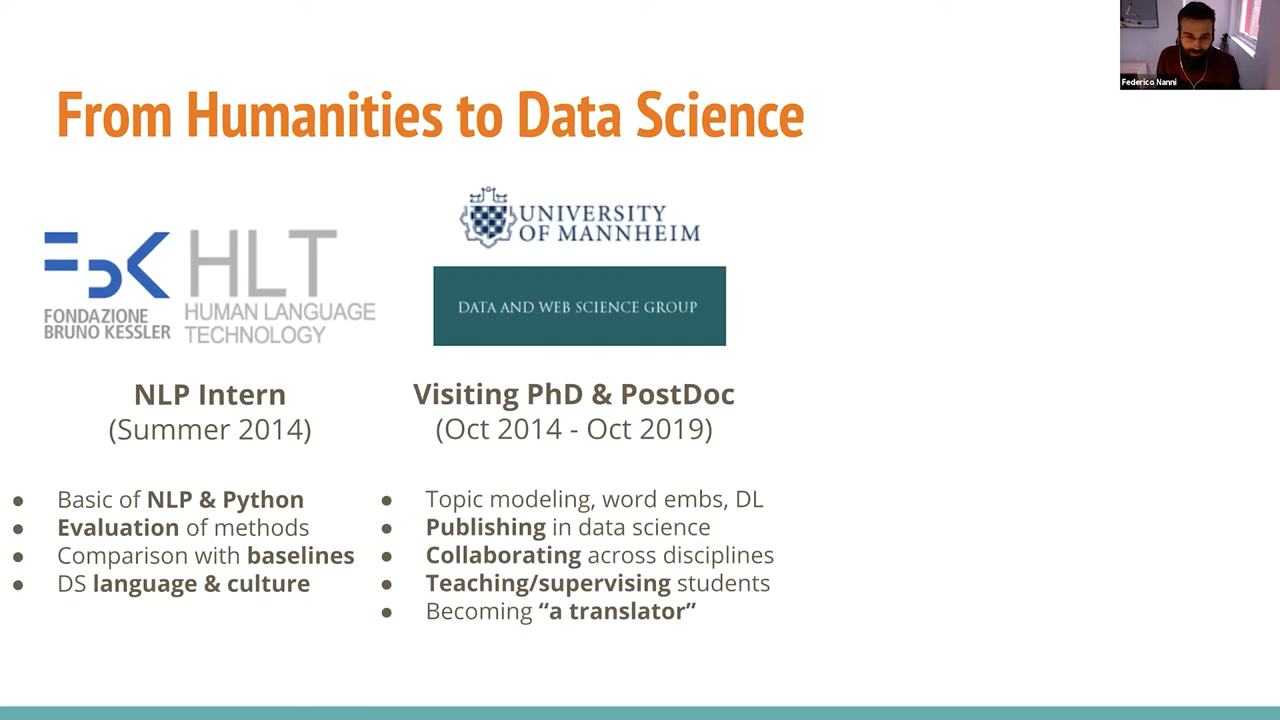 Federico Nanni
From Humanities to Data Science
FBK
FONDAZIONE
BRUNO KESSLER
HLT
HUMAN LANGUAGE
TECHNOLOGY
NLP Intern
(Summer 2014)
● Basic of NLP & Python
● Evaluation of methods
● Comparison with baselines
● DS language & culture
UNIVERSITY
OF MANNHEIM
DATA AND WEB SCIENCE GROUP
Visiting PhD & PostDoc
(Oct 2014 - Oct 2019)
● Topic modeling, word embs, DL
● Publishing in data science
● Collaborating across disciplines
● Teaching/supervising students
● Becoming “a translator”